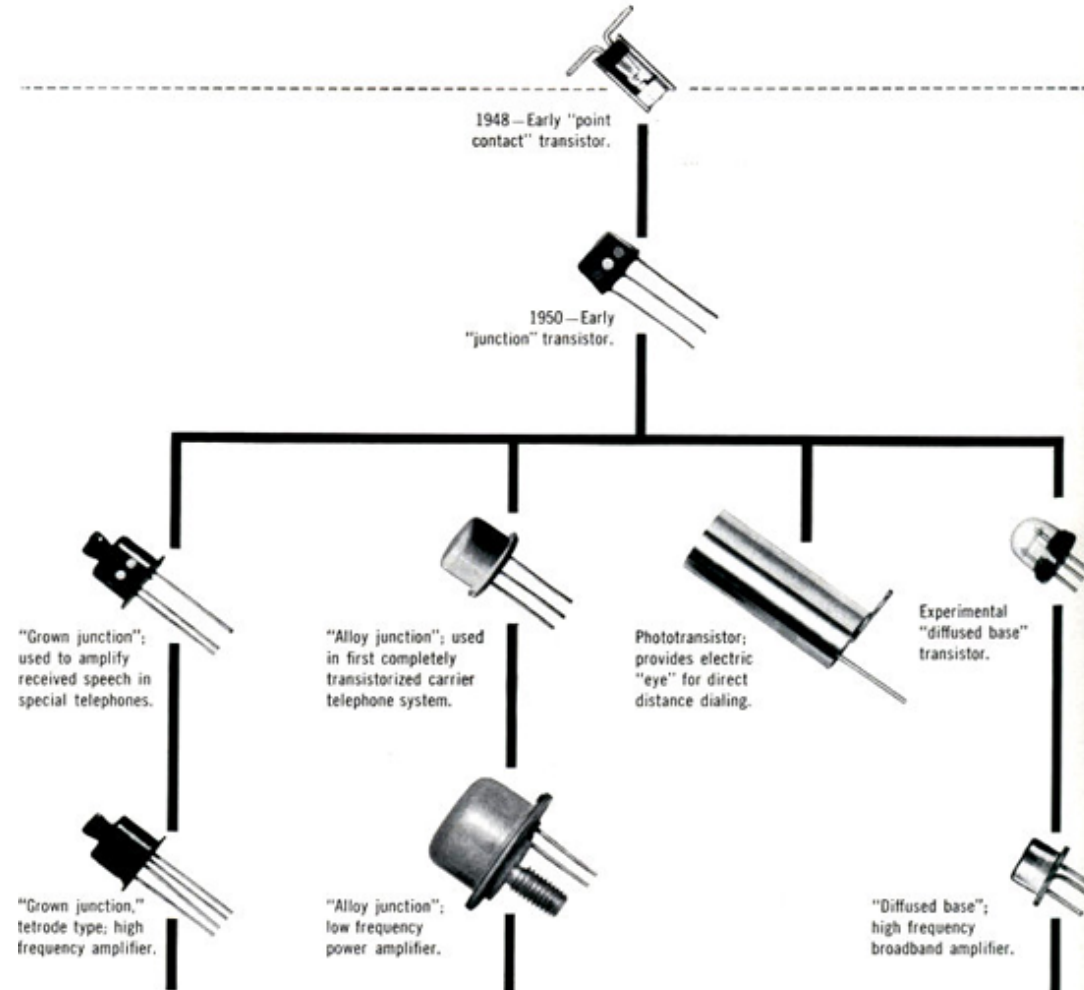 1948—Early "point
contact" transistor.
1950—Early
"junction" transistor.
"Grown junction";
used to amplify
received speech in
special telephones.
"Alloy junction"; used
in first completely
transistorized carrier
telephone system.
Phototransistor;
provides electric
"eye" for direct
distance dialing.
Experimental
"diffused base"
transistor.
"Grown junction,"
tetrode type; high
frequency amplifier.
"Alloy junction";
low frequency
power amplifier.
"Diffused base";
high frequency
broadband amplifier.